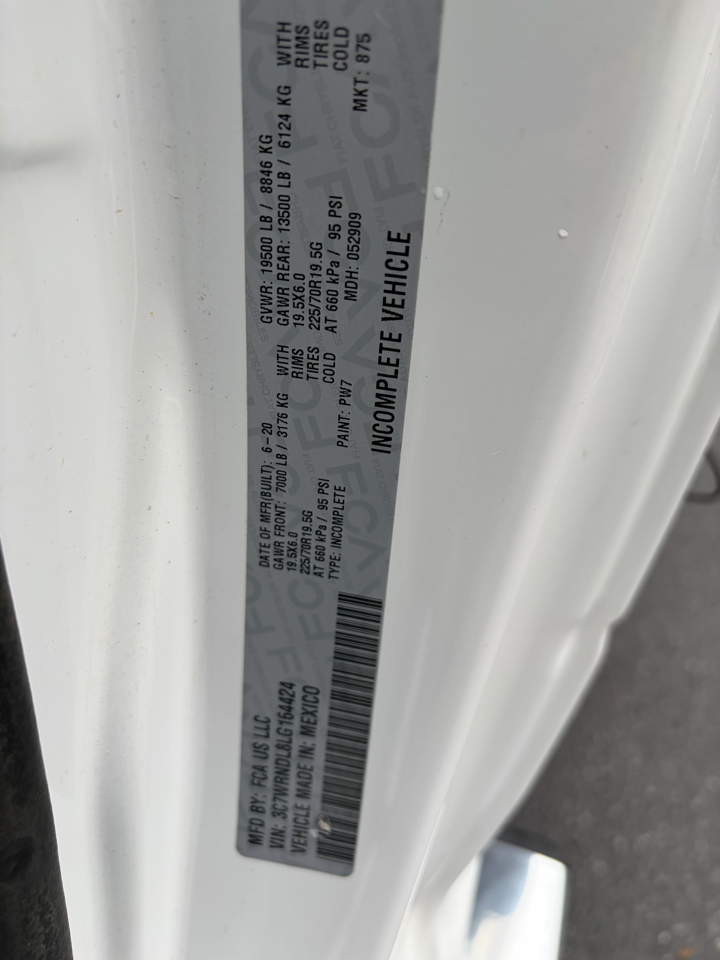 MFD BY: FCA US LLC
VIN: 3C7WRNDL8LG164424
VEHICLE MADE IN: MEXICO
DATE OF MFR(BUILT): 6-20 GVWR: 19500 LB / 8846 KG
GAWR FRONT: 7000 LB / 3176 KG WITH GAWR REAR: 13500 LB / 6124 KG WITH
19.5X6.0 RIMS 19.5X6.0 RIMS
225/70R19.5G TIRES 225/70R19.5G TIRES
AT 660 kPa / 95 PSI COLD AT 660 kPa / 95 PSI COLD
TYPE: INCOMPLETE PAINT: PW7 MDH: 052909 MKT: 875
INCOMPLETE VEHICLE